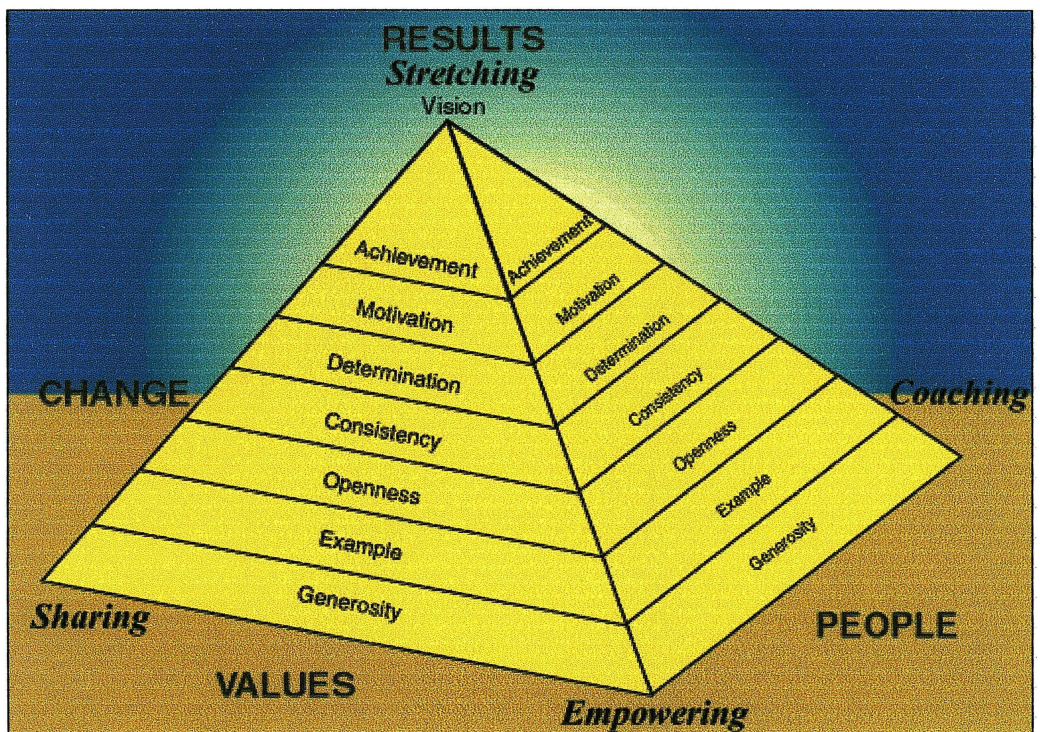 RESULTS
Stretching
Vision
Achievement
Motivation
Determination
Consistency
Openness
Example
Generosity
Achievement
Motivation
Determination
Consistency
Openness
Example
Generosity
CHANGE
Coaching
Sharing
PEOPLE
VALUES
Empowering